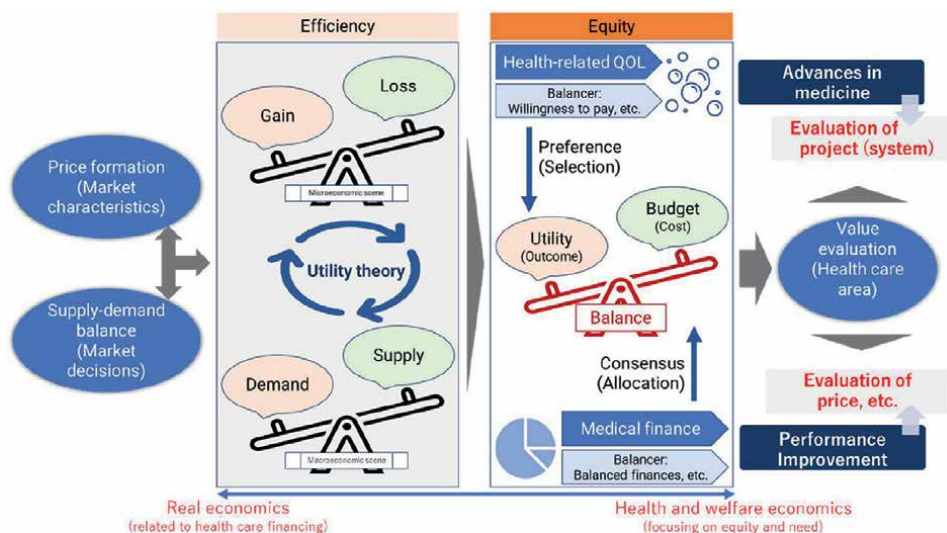 Efficiency
Equity
Price formation
(Market
characteristics)
Supply-demand
balance
(Market
decisions)
Gain
Loss
Microeconomic scene
Utility theory
Demand
Supply
Macroeconomic scene
Health-related QOL
Balancer:
Willingness to pay, etc.
Preference
(Selection)
Utility
(Outcome)
Budget
(Cost)
Balance
Consensus
(Allocation)
Medical finance
Balancer:
Balanced finances, etc.
Advances in
medicine
Evaluation of
project (system)
Value
evaluation
(Health care
area)
Evaluation of
price, etc.
Performance
Improvement
Real economics
(related to health care financing)
Health and welfare economics
(focusing on equity and need)